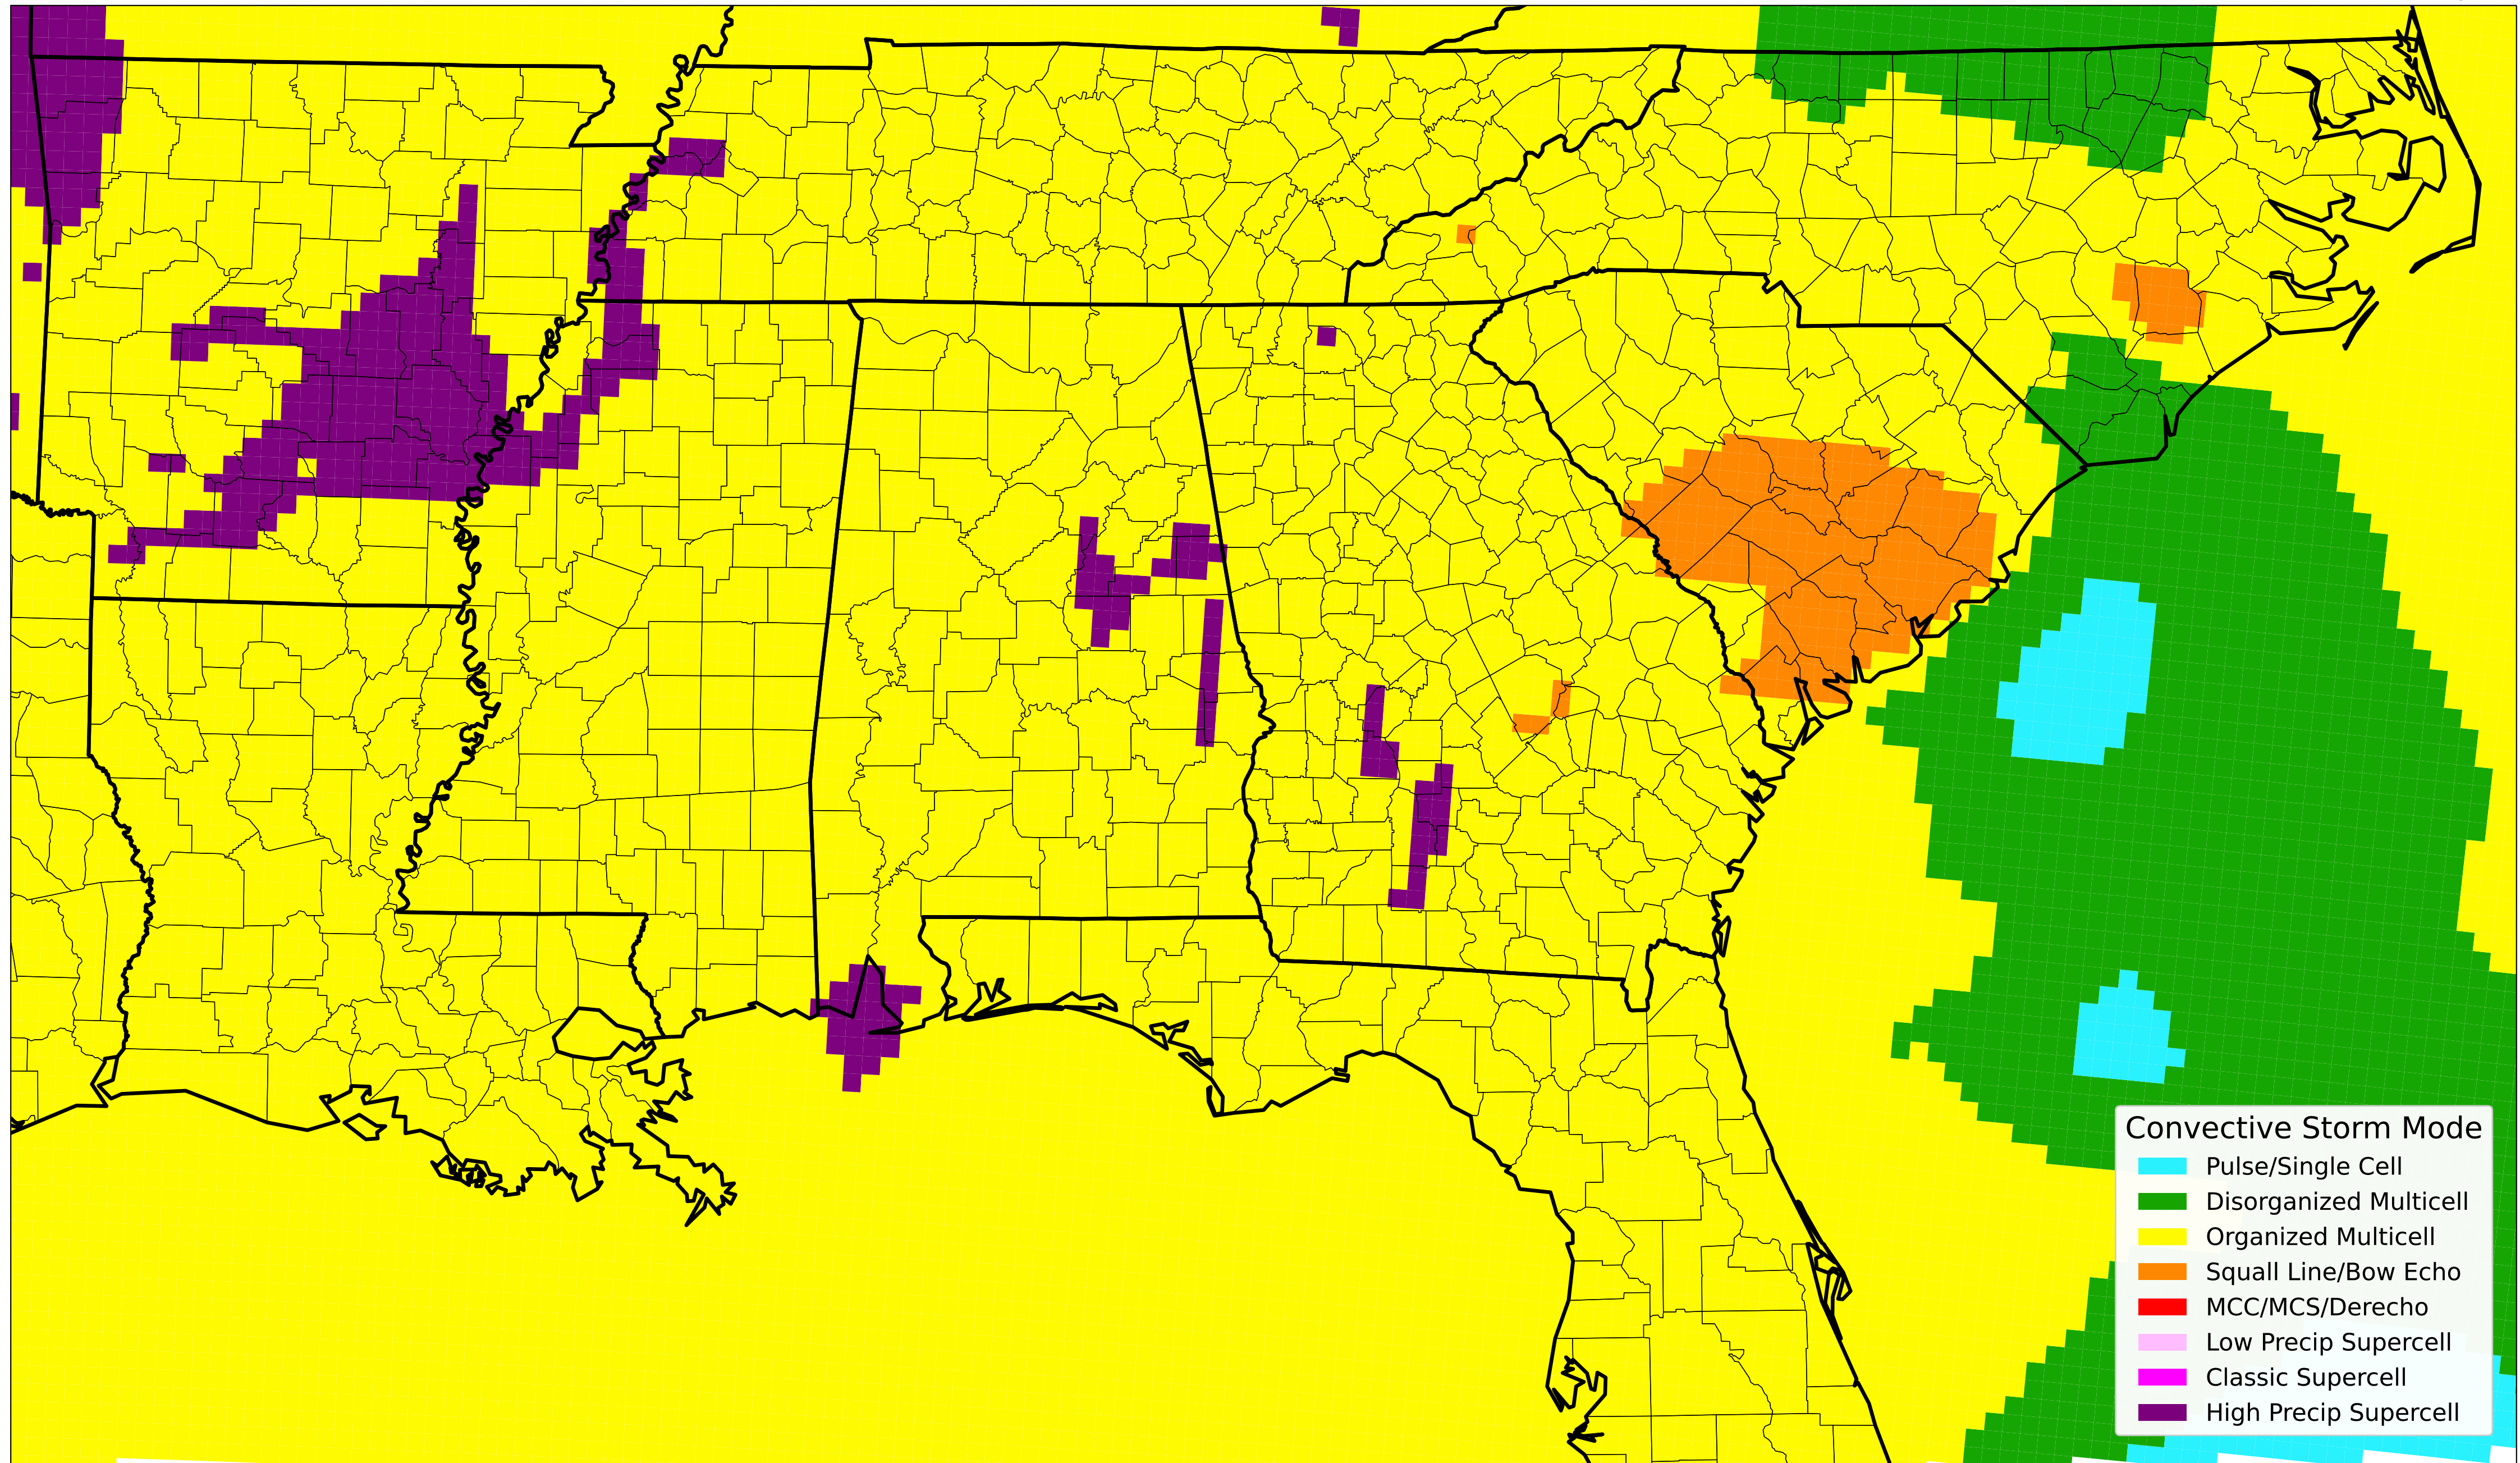 Convective Storm Mode
Pulse/Single Cell
Disorganized Multicell
Organized Multicell
Squall Line/Bow Echo
MCC/MCS/Derecho
Low Precip Supercell
Classic Supercell
High Precip Supercell